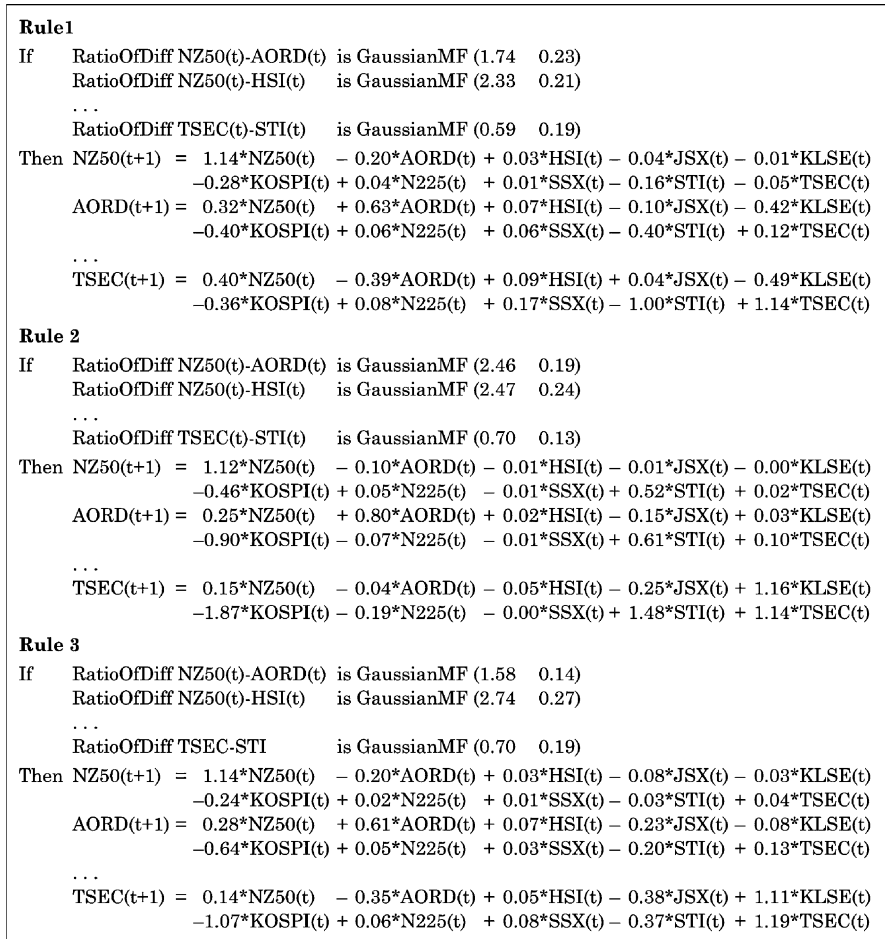 Rule1
If RatioOfDiff NZ50(t)-AORD(t) is GaussianMF (1.74 0.23)
RatioOfDiff NZ50(t)-HSI(t) is GaussianMF (2.33 0.21)
. . .
RatioOfDiff TSEC(t)-STI(t) is GaussianMF (0.59 0.19)
Then NZ50(t+1) = 1.14*NZ50(t) – 0.20*AORD(t) + 0.03*HSI(t) – 0.04*JSX(t) – 0.01*KLSE(t)
–0.28*KOSPI(t) + 0.04*N225(t) + 0.01*SSX(t) – 0.16*STI(t) – 0.05*TSEC(t)
AORD(t+1) = 0.32*NZ50(t) + 0.63*AORD(t) + 0.07*HSI(t) – 0.10*JSX(t) – 0.42*KLSE(t)
–0.40*KOSPI(t) + 0.06*N225(t) + 0.06*SSX(t) – 0.40*STI(t) +0.12*TSEC(t)
. . .
TSEC(t+1) = 0.40*NZ50(t) – 0.39*AORD(t) + 0.09*HSI(t) + 0.04*JSX(t) – 0.49*KLSE(t)
–0.36*KOSPI(t) + 0.08*N225(t) + 0.17*SSX(t) – 1.00*STI(t) +1.14*TSEC(t)
Rule 2
If RatioOfDiff NZ50(t)-AORD(t) is GaussianMF (2.46 0.19)
RatioOfDiff NZ50(t)-HSI(t) is GaussianMF (2.47 0.24)
. . .
RatioOfDiff TSEC(t)-STI(t) is GaussianMF (0.70 0.13)
Then NZ50(t+1) = 1.12*NZ50(t) – 0.10*AORD(t) – 0.01*HSI(t) – 0.01*JSX(t) – 0.00*KLSE(t)
–0.46*KOSPI(t) + 0.05*N225(t) – 0.01*SSX(t) + 0.52*STI(t) + 0.02*TSEC(t)
AORD(t+1) = 0.25*NZ50(t) + 0.80*AORD(t) + 0.02*HSI(t) – 0.15*JSX(t) + 0.03*KLSE(t)
–0.90*KOSPI(t) – 0.07*N225(t) – 0.01*SSX(t) + 0.61*STI(t) + 0.10*TSEC(t)
. . .
TSEC(t+1) = 0.15*NZ50(t) – 0.04*AORD(t) – 0.05*HSI(t) – 0.25*JSX(t) + 1.16*KLSE(t)
–1.87*KOSPI(t) – 0.19*N225(t) – 0.00*SSX(t) + 1.48*STI(t) + 1.14*TSEC(t)
Rule 3
If RatioOfDiff NZ50(t)-AORD(t) is GaussianMF (1.58 0.14)
RatioOfDiff NZ50(t)-HSI(t) is GaussianMF (2.74 0.27)
. . .
RatioOfDiff TSEC-STI is GaussianMF (0.70 0.19)
Then NZ50(t+1) = 1.14*NZ50(t) – 0.20*AORD(t) + 0.03*HSI(t) – 0.08*JSX(t) – 0.03*KLSE(t)
–0.24*KOSPI(t) + 0.02*N225(t) + 0.01*SSX(t) – 0.03*STI(t) + 0.04*TSEC(t)
AORD(t+1) = 0.28*NZ50(t) + 0.61*AORD(t) + 0.07*HSI(t) – 0.23*JSX(t) – 0.08*KLSE(t)
–0.64*KOSPI(t) + 0.05*N225(t) + 0.03*SSX(t) – 0.20*STI(t) + 0.13*TSEC(t)
. . .
TSEC(t+1) = 0.14*NZ50(t) – 0.35*AORD(t) + 0.05*HSI(t) – 0.38*JSX(t) + 1.11*KLSE(t)
–1.07*KOSPI(t) + 0.06*N225(t) + 0.08*SSX(t) – 0.37*STI(t) + 1.19*TSEC(t)